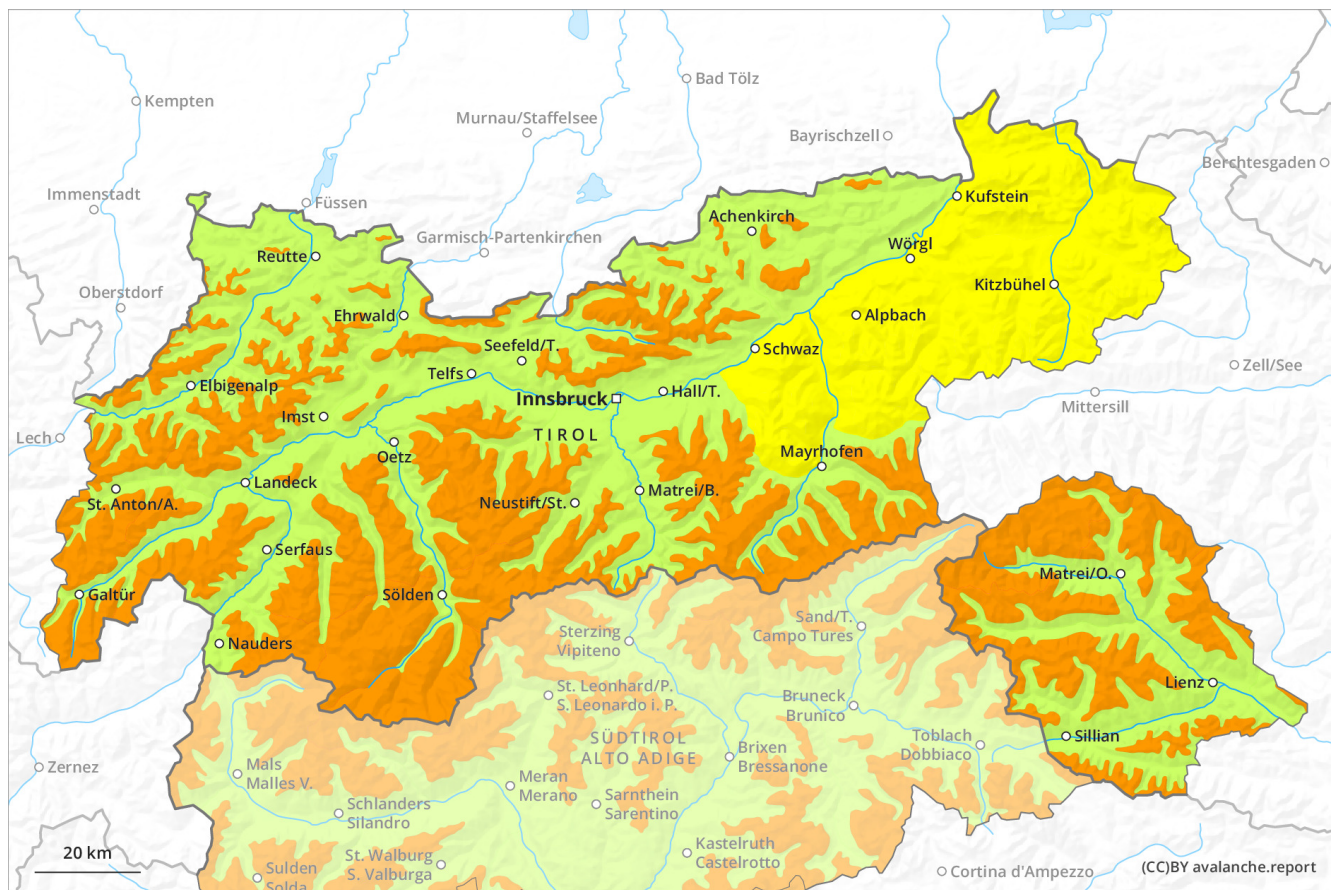 Kempten
Bad Tölz
Murnau/Staffelsee
Bayrischzell
Berchtesgaden
Immenstadt
Füssen
Kufstein
Achenkirch
Garmisch-Partenkirchen
Reutte
Wörgl
Kitzbühel
Oberstdorf
Ehrwald
Alpbach
Seefeld/T.
Schwaz
Zell/See
Telfs
Elbigenalp
Innsbruck
Hall/T.
Mittersill
Imst
TIROL
Lech
Mayrhofen
Oetz
Landeck
Matrei/B.
St. Anton/A.
Neustift/St.
Serfaus
Matrei/O.
Galtür
Sölden
Sand/T.
Campo Tures
Sterzing
Vipiteno
Nauders
Lienz
St. Leonhard/P.
S. Leonardo i. P.
Bruneck
Brunico
Sillian
SÜDTIROL
ALTO ADIGE
Toblach
Dobbiaco
Brixen
Bressanone
Zernez
Mals
Malles V.
Meran
Merano
Sarnthein
Sarentino
Schlanders
Silandro
Kastelruth
Castelrotto
20 km
St. Walburg
S. Valburga
Sulden
Solda
Cortina d'Ampezzo
(CC)BY avalanche.report